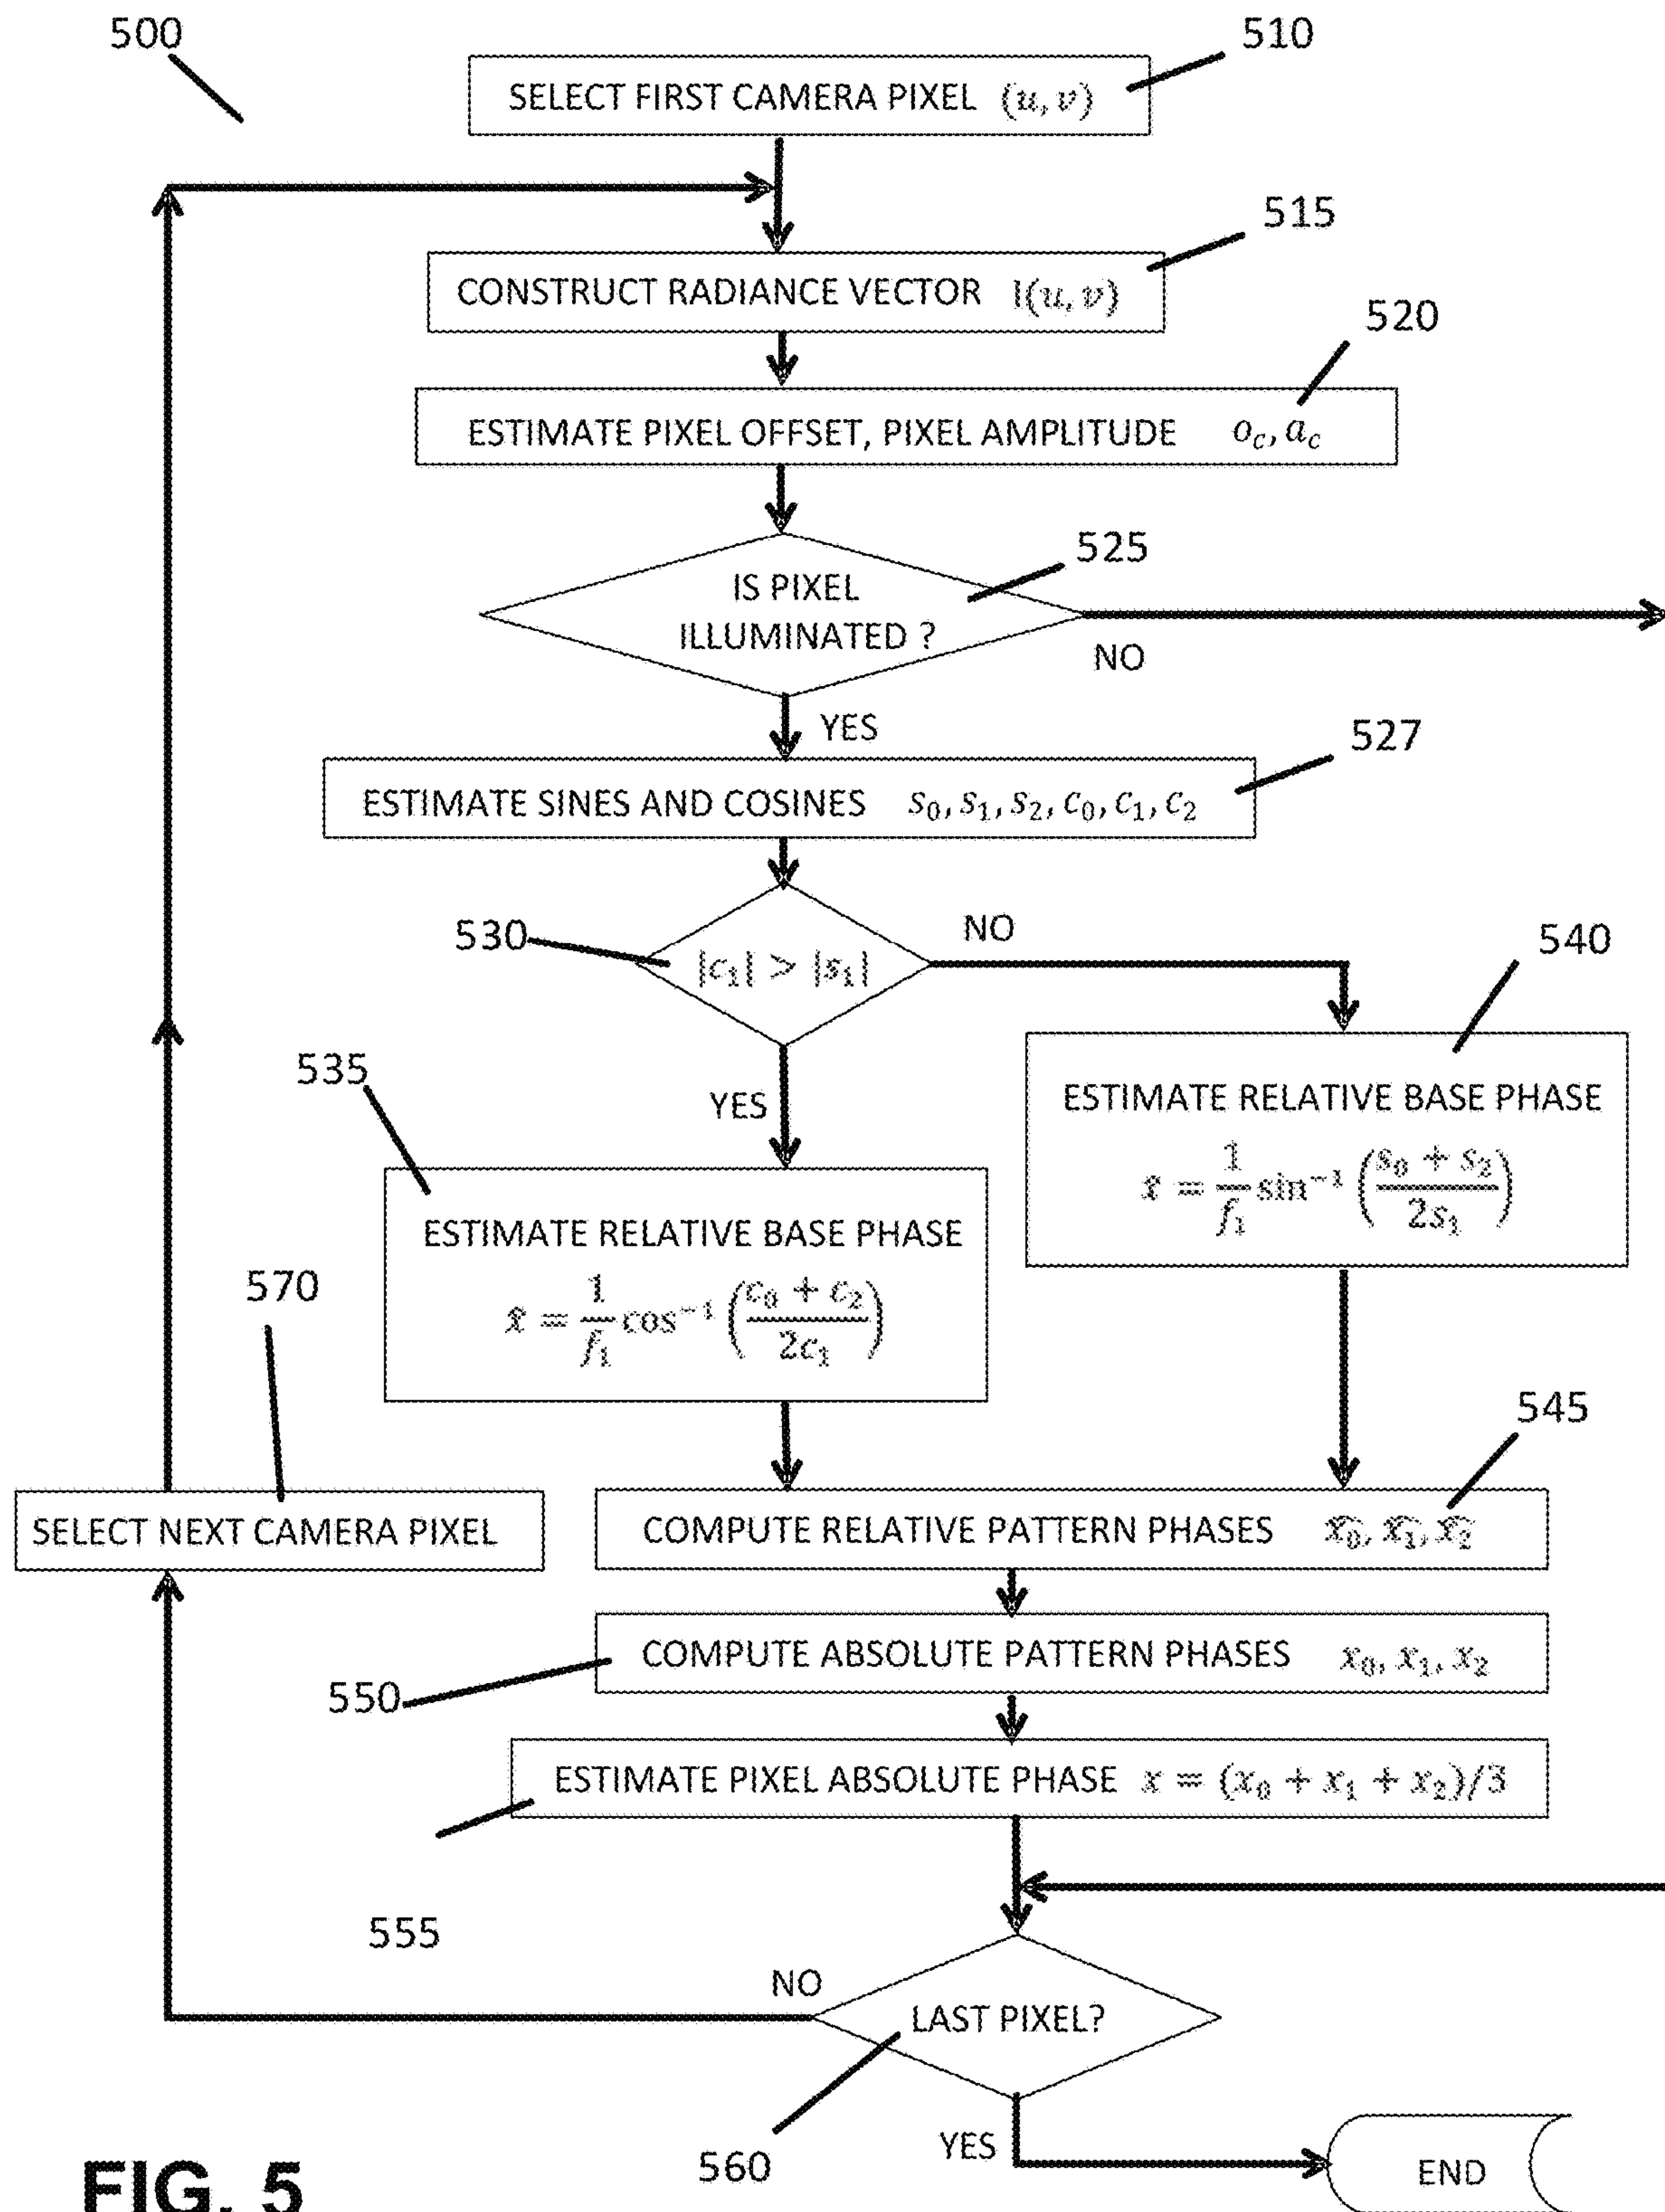 500
510
SELECT FIRST CAMERA PIXEL (u, v)
515
CONSTRUCT RADIANCE VECTOR I(u, v)
520
ESTIMATE PIXEL OFFSET, PIXEL AMPLITUDE o_c, a_c
525
IS PIXEL
ILLUMINATED ?
NO
YES
527
ESTIMATE SINES AND COSINES s_0, s_1, s_2, c_0, c_1, c_2
530
|c_1| > |s_1|
NO
540
535
YES
ESTIMATE RELATIVE BASE PHASE
x̂ = 1/f_1 sin⁻¹ ((s_0 + s_2)/(2s_1))
ESTIMATE RELATIVE BASE PHASE
x̂ = 1/f_1 cos⁻¹ ((c_0 + c_2)/(2c_1))
570
545
SELECT NEXT CAMERA PIXEL
COMPUTE RELATIVE PATTERN PHASES x̂_0, x̂_1, x̂_2
COMPUTE ABSOLUTE PATTERN PHASES x_0, x_1, x_2
550
ESTIMATE PIXEL ABSOLUTE PHASE x = (x_0 + x_1 + x_2)/3
555
NO
LAST PIXEL?
YES
560
END
FIG. 5